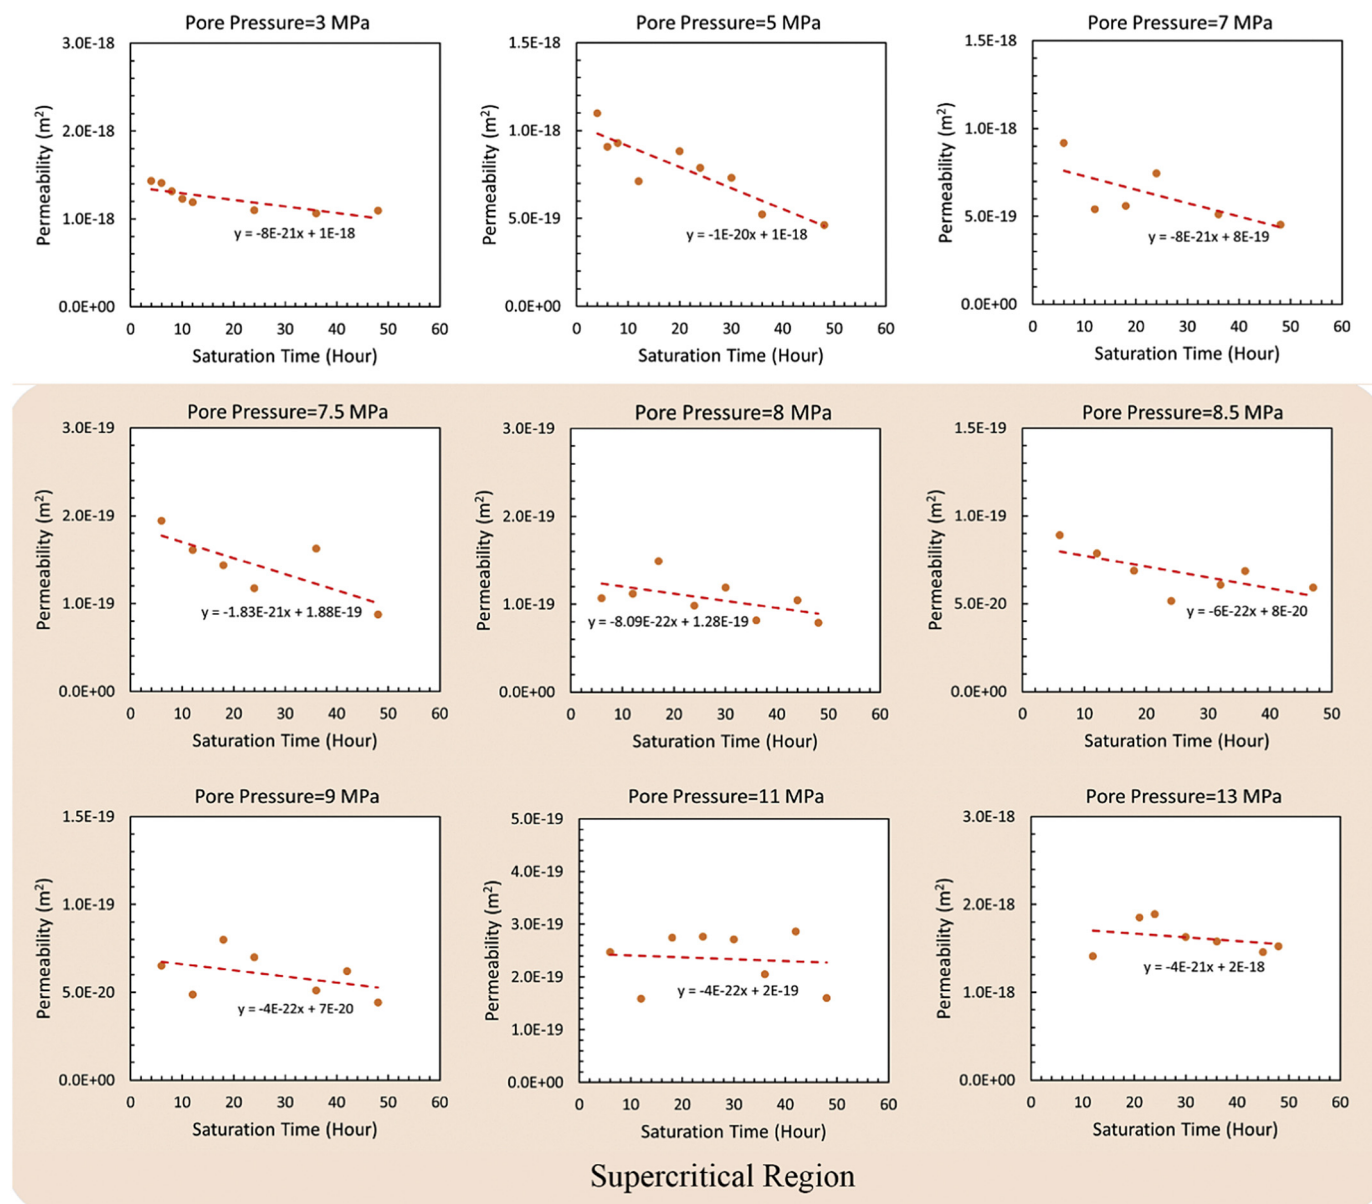 Pore Pressure=3 MPa
3.0E-18
2.0E-18
1.0E-18
0.0E+00
Permeability (m²)
y = -8E-21x + 1E-18
0 10 20 30 40 50 60
Saturation Time (Hour)
Pore Pressure=5 MPa
1.5E-18
1.0E-18
5.0E-19
0.0E+00
Permeability (m²)
y = -1E-20x + 1E-18
0 10 20 30 40 50 60
Saturation Time (Hour)
Pore Pressure=7 MPa
1.5E-18
1.0E-18
5.0E-19
0.0E+00
Permeability (m²)
y = -8E-21x + 8E-19
0 10 20 30 40 50 60
Saturation Time (Hour)
Pore Pressure=7.5 MPa
3.0E-19
2.0E-19
1.0E-19
0.0E+00
Permeability (m²)
y = -1.83E-21x + 1.88E-19
0 10 20 30 40 50 60
Saturation Time (Hour)
Pore Pressure=8 MPa
3.0E-19
2.0E-19
1.0E-19
0.0E+00
Permeability (m²)
y = -8.09E-22x + 1.28E-19
0 10 20 30 40 50 60
Saturation Time (Hour)
Pore Pressure=8.5 MPa
1.5E-19
1.0E-19
5.0E-20
0.0E+00
Permeability (m²)
y = -6E-22x + 8E-20
0 10 20 30 40 50
Saturation Time (Hour)
Pore Pressure=9 MPa
1.5E-19
1.0E-19
5.0E-20
0.0E+00
Permeability (m²)
y = -4E-22x + 7E-20
0 10 20 30 40 50 60
Saturation Time (Hour)
Pore Pressure=11 MPa
5.0E-19
4.0E-19
3.0E-19
2.0E-19
1.0E-19
0.0E+00
Permeability (m²)
y = -4E-22x + 2E-19
0 10 20 30 40 50 60
Saturation Time (Hour)
Pore Pressure=13 MPa
3.0E-18
2.0E-18
1.0E-18
0.0E+00
Permeability (m²)
y = -4E-21x + 2E-18
0 10 20 30 40 50 60
Saturation Time (Hour)
Supercritical Region